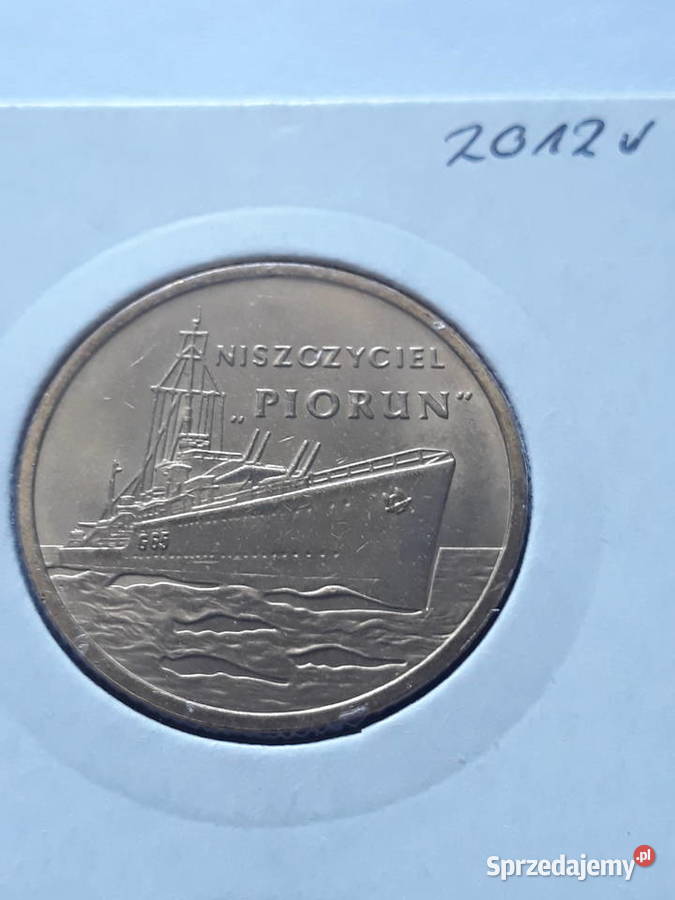 2012 r
NISZCZYCIEL
„PIORUN”
G65
Sprzedajemy.pl